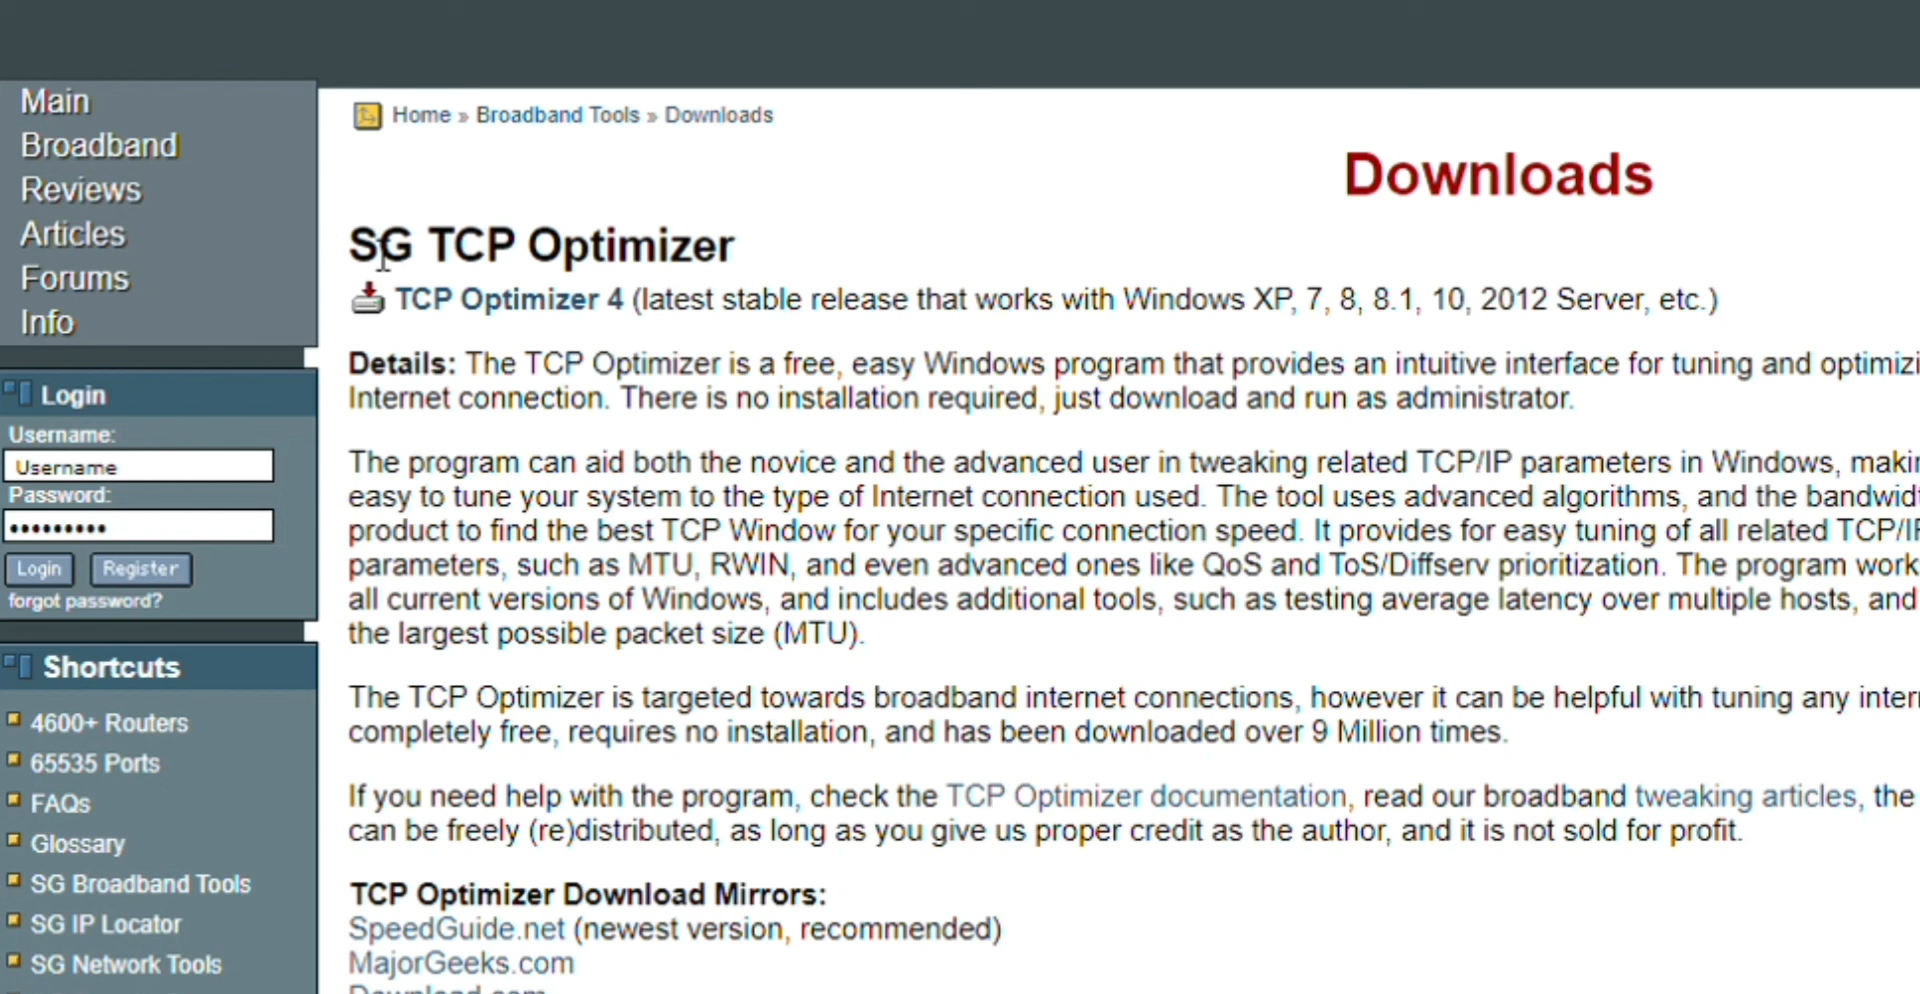 Main
Broadband
Reviews
Articles
Forums
Info
Login
Username:
Username
Password:
Login Register
forgot password?
Shortcuts
4600+ Routers
65535 Ports
FAQs
Glossary
SG Broadband Tools
SG IP Locator
SG Network Tools
Home » Broadband Tools » Downloads
Downloads
SG TCP Optimizer
TCP Optimizer 4 (latest stable release that works with Windows XP, 7, 8, 8.1, 10, 2012 Server, etc.)
Details: The TCP Optimizer is a free, easy Windows program that provides an intuitive interface for tuning and optimizi
Internet connection. There is no installation required, just download and run as administrator.
The program can aid both the novice and the advanced user in tweaking related TCP/IP parameters in Windows, makin
easy to tune your system to the type of Internet connection used. The tool uses advanced algorithms, and the bandwidt
product to find the best TCP Window for your specific connection speed. It provides for easy tuning of all related TCP/IP
parameters, such as MTU, RWIN, and even advanced ones like QoS and ToS/Diffserv prioritization. The program work
all current versions of Windows, and includes additional tools, such as testing average latency over multiple hosts, and
the largest possible packet size (MTU).
The TCP Optimizer is targeted towards broadband internet connections, however it can be helpful with tuning any inter
completely free, requires no installation, and has been downloaded over 9 Million times.
If you need help with the program, check the TCP Optimizer documentation, read our broadband tweaking articles, the
can be freely (re)distributed, as long as you give us proper credit as the author, and it is not sold for profit.
TCP Optimizer Download Mirrors:
SpeedGuide.net (newest version, recommended)
MajorGeeks.com
Download.com